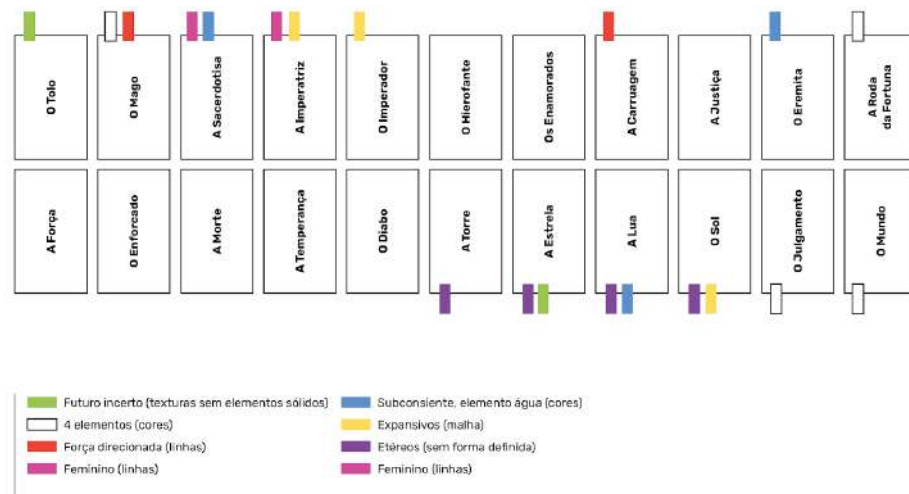 O Tolo
O Mago
A Sacerdotisa
A Imperatriz
O Imperador
O Hierofante
Os Enamorados
A Carruagem
A Justiça
O Eremita
A Roda
da Fortuna
A Força
O Enforcado
A Morte
A Temperança
O Diabo
A Torre
A Estrela
A Lua
O Sol
O Julgamento
O Mundo
Futuro incerto (texturas sem elementos sólidos)
4 elementos (cores)
Força direcionada (linhas)
Feminino (linhas)
Subconsiente, elemento água (cores)
Expansivos (malha)
Etéreos (sem forma definida)
Feminino (linhas)